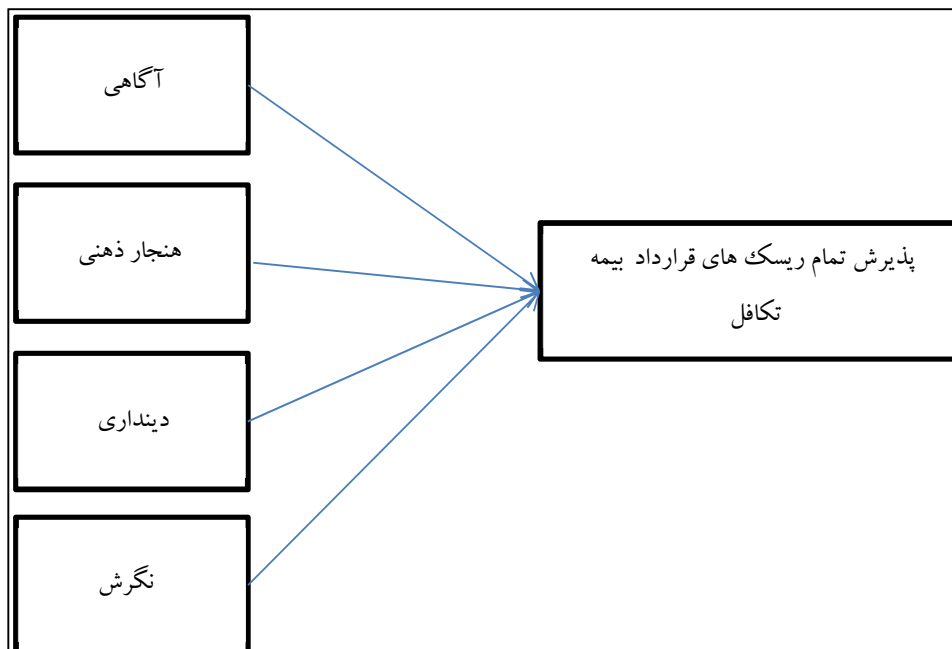 آگاهی
هنجار ذهنی
دینداری
نگرش
پذیرش تمام ریسک های قرارداد بیمه
تکافل